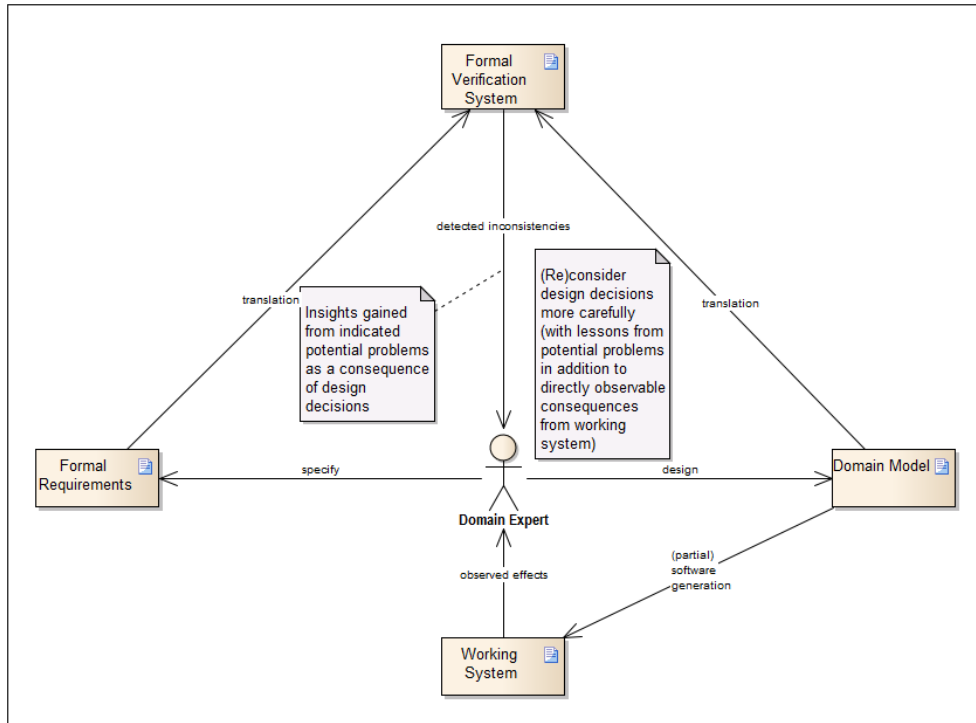 Formal
Verification
System
detected inconsistencies
translation
translation
Insights gained
from indicated
potential problems
as a consequence
of design
decisions
(Re)consider
design decisions
more carefully
(with lessons from
potential problems
in addition to
directly observable
consequences
from working
system)
Formal
Requirements
specify
design
Domain Model
Domain Expert
(partial)
software
generation
observed effects
Working
System